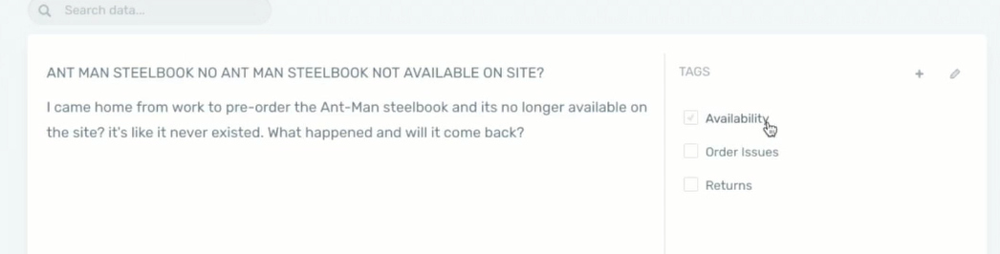 Search data...
ANT MAN STEELBOOK NO ANT MAN STEELBOOK NOT AVAILABLE ON SITE?
I came home from work to pre-order the Ant-Man steelbook and its no longer available on
the site? it's like it never existed. What happened and will it come back?
TAGS
Availability
Order Issues
Returns